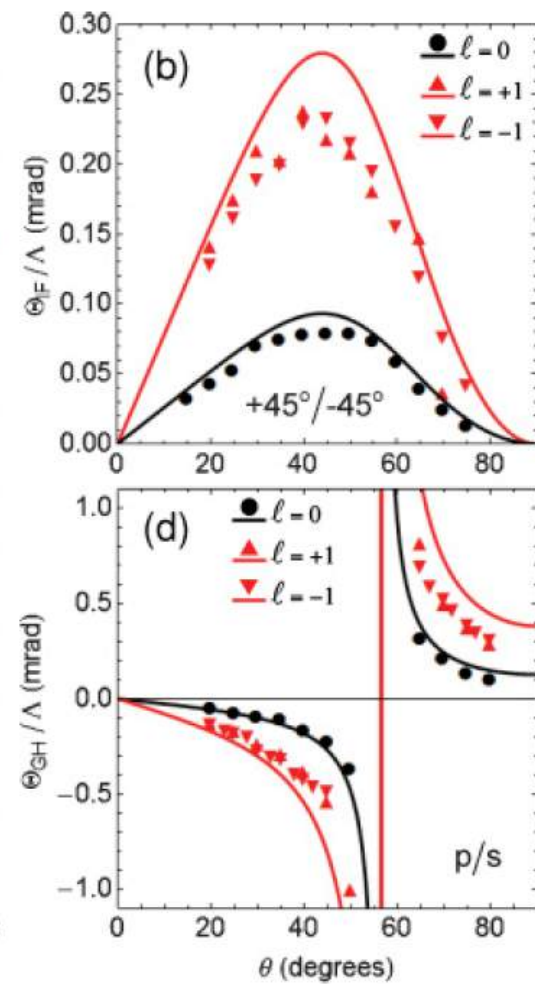 (b)
ℓ = 0
ℓ = +1
ℓ = -1
0.30
0.25
0.20
0.15
0.10
0.05
0.00
Θ_IF / Λ (mrad)
+45°/-45°
0 20 40 60 80
(d)
ℓ = 0
ℓ = +1
ℓ = -1
1.0
0.5
0.0
-0.5
-1.0
Θ_GH / Λ (mrad)
p/s
0 20 40 60 80
θ (degrees)